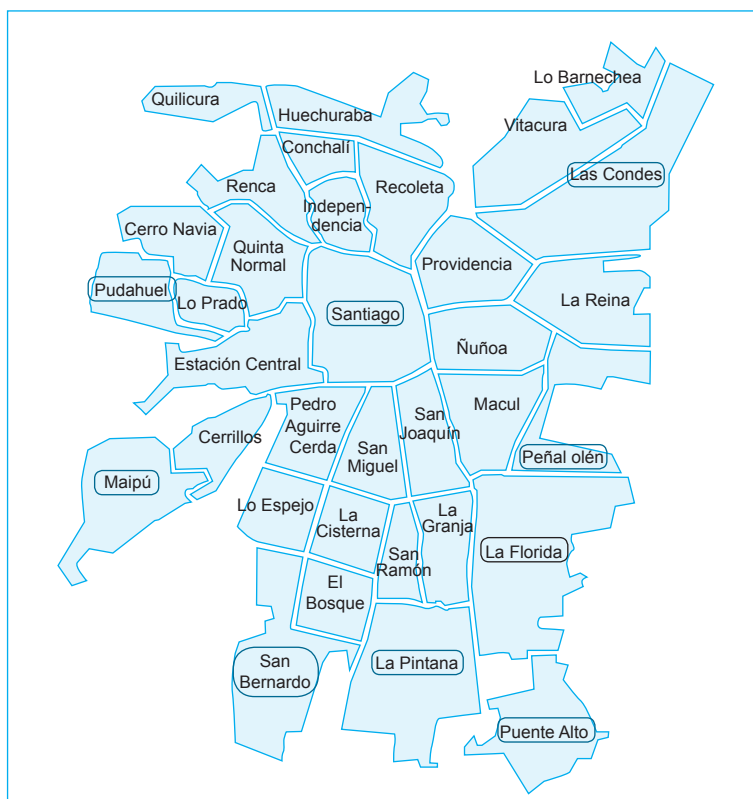 Lo Barnechea
Quilicura
Huechuraba
Vitacura
Conchalí
Las Condes
Renca
Recoleta
Indepen-
dencia
Cerro Navia
Quinta
Normal
Providencia
Pudahuel
Lo Prado
La Reina
Santiago
Ñuñoa
Estación Central
Pedro
Aguirre
Cerda
San
Joaquín
Macul
Cerrillos
San
Miguel
Peñal olén
Maipú
Lo Espejo
La
Cisterna
La
Granja
San
Ramón
La Florida
El
Bosque
San
Bernardo
La Pintana
Puente Alto